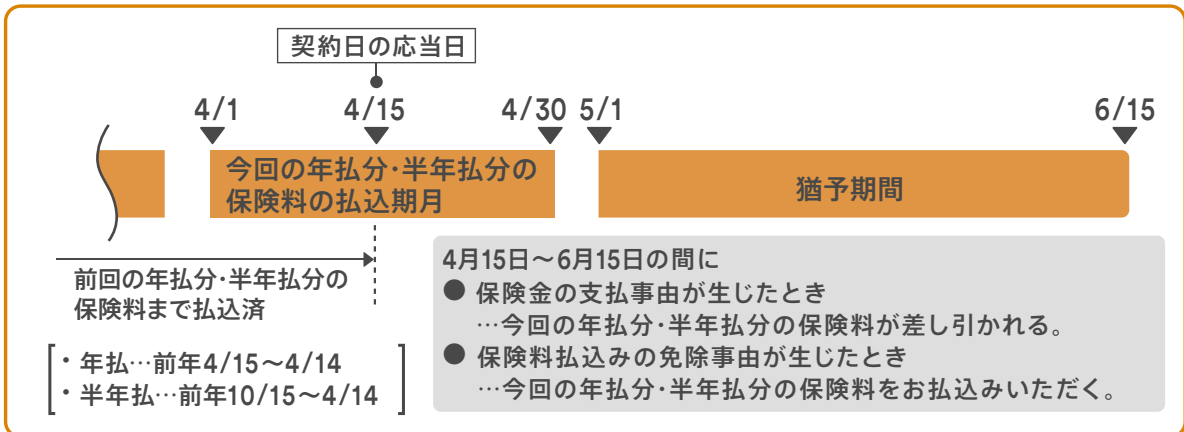 契約日の応当日
4/1 4/15 4/30 5/1 6/15
今回の年払分・半年払分の
保険料の払込期月
猶予期間
前回の年払分・半年払分の
保険料まで払込済
・年払…前年4/15～4/14
・半年払…前年10/15～4/14
4月15日～6月15日の間に
● 保険金の支払事由が生じたとき
…今回の年払分・半年払分の保険料が差し引かれる。
● 保険料払込みの免除事由が生じたとき
…今回の年払分・半年払分の保険料をお払込みいただく。